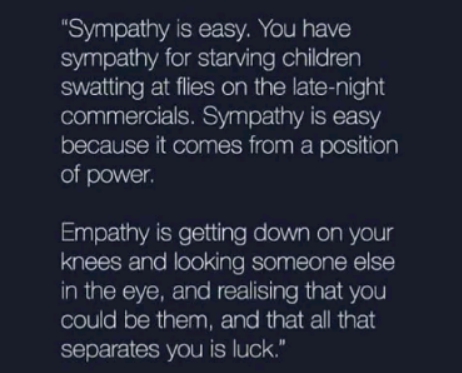 "Sympathy is easy. You have
sympathy for starving children
swatting at flies on the late-night
commercials. Sympathy is easy
because it comes from a position
of power.
Empathy is getting down on your
knees and looking someone else
in the eye, and realising that you
could be them, and that all that
separates you is luck."